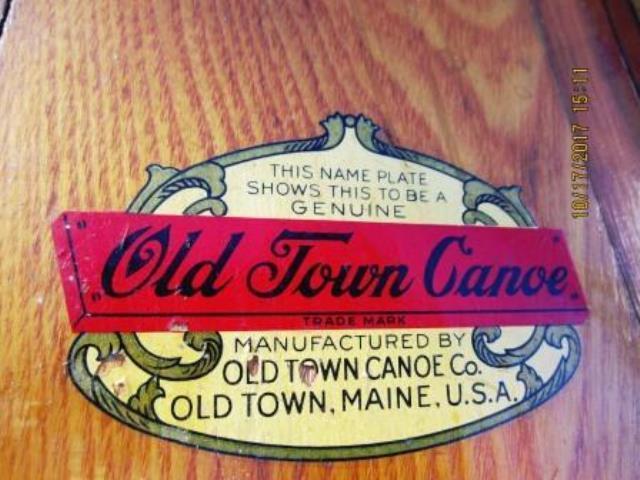 THIS NAME PLATE
SHOWS THIS TO BE A
GENUINE
"Old Town Canoe"
TRADE MARK
MANUFACTURED BY
OLD TOWN CANOE Co.
OLD TOWN, MAINE, U.S.A.
10/17/2017 15:11